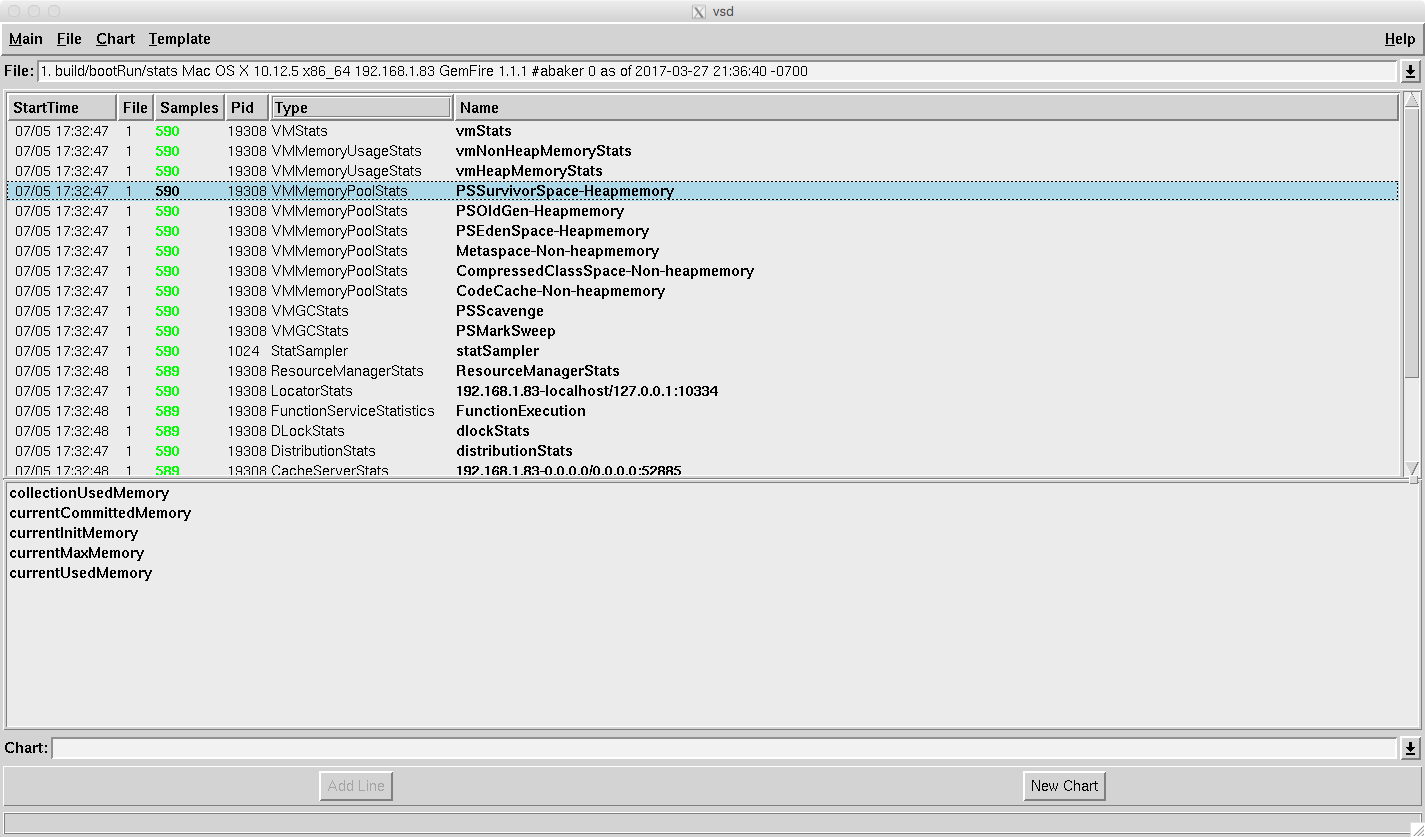 vsd
Main File Chart Template Help
File: 1. build/bootRun/stats Mac OS X 10.12.5 x86_64 192.168.1.83 GemFire 1.1.1 #abaker 0 as of 2017-03-27 21:36:40 -0700
StartTime File Samples Pid Type Name
07/05 17:32:47 1 590 19308 VMStats vmStats
07/05 17:32:47 1 590 19308 VMMemoryUsageStats vmNonHeapMemoryStats
07/05 17:32:47 1 590 19308 VMMemoryUsageStats vmHeapMemoryStats
07/05 17:32:47 1 590 19308 VMMemoryPoolStats PSSurvivorSpace-Heapmemory
07/05 17:32:47 1 590 19308 VMMemoryPoolStats PSOldGen-Heapmemory
07/05 17:32:47 1 590 19308 VMMemoryPoolStats PSEdenSpace-Heapmemory
07/05 17:32:47 1 590 19308 VMMemoryPoolStats Metaspace-Non-heapmemory
07/05 17:32:47 1 590 19308 VMMemoryPoolStats CompressedClassSpace-Non-heapmemory
07/05 17:32:47 1 590 19308 VMMemoryPoolStats CodeCache-Non-heapmemory
07/05 17:32:47 1 590 19308 VMGCStats PSScavenge
07/05 17:32:47 1 590 19308 VMGCStats PSMarkSweep
07/05 17:32:47 1 590 1024 StatSampler statSampler
07/05 17:32:48 1 589 19308 ResourceManagerStats ResourceManagerStats
07/05 17:32:47 1 590 19308 LocatorStats 192.168.1.83-localhost/127.0.0.1:10334
07/05 17:32:48 1 589 19308 FunctionServiceStatistics FunctionExecution
07/05 17:32:48 1 589 19308 DLockStats dlockStats
07/05 17:32:47 1 590 19308 DistributionStats distributionStats
07/05 17:32:48 1 589 19308 CacheServerStats 192.168.1.83-0.0.0.0/0.0.0.0:52885
collectionUsedMemory
currentCommittedMemory
currentInitMemory
currentMaxMemory
currentUsedMemory
Chart:
Add Line New Chart